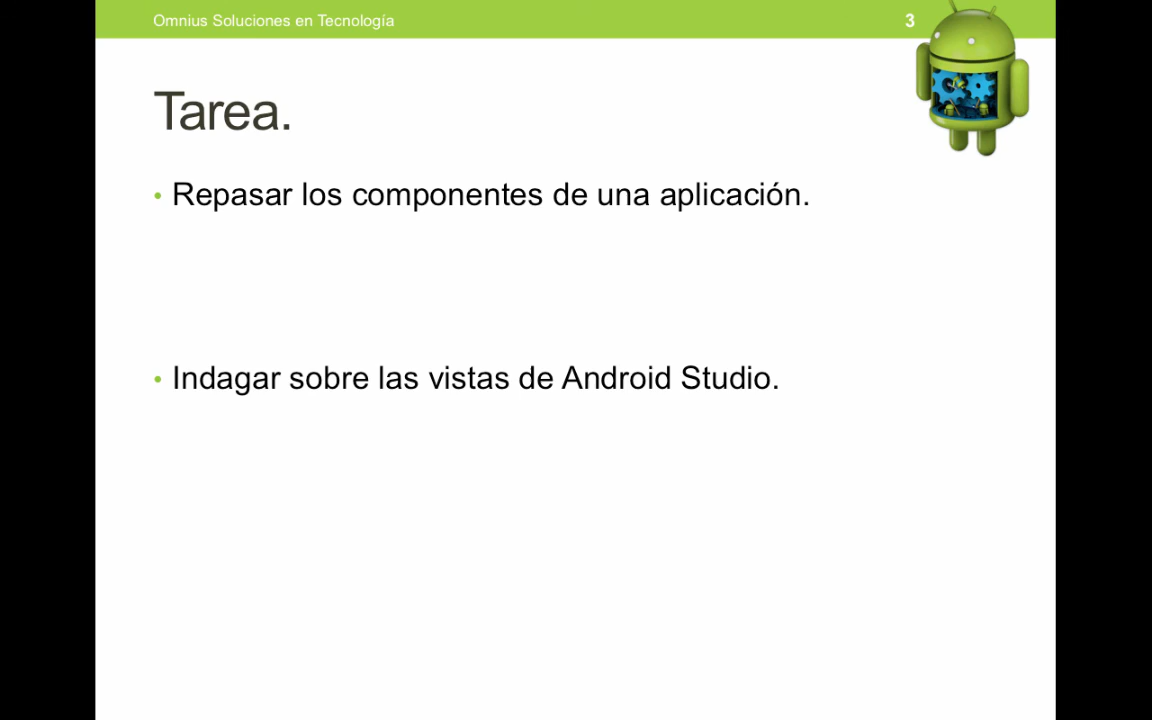 Omnius Soluciones en Tecnología
3
Tarea.
• Repasar los componentes de una aplicación.
• Indagar sobre las vistas de Android Studio.